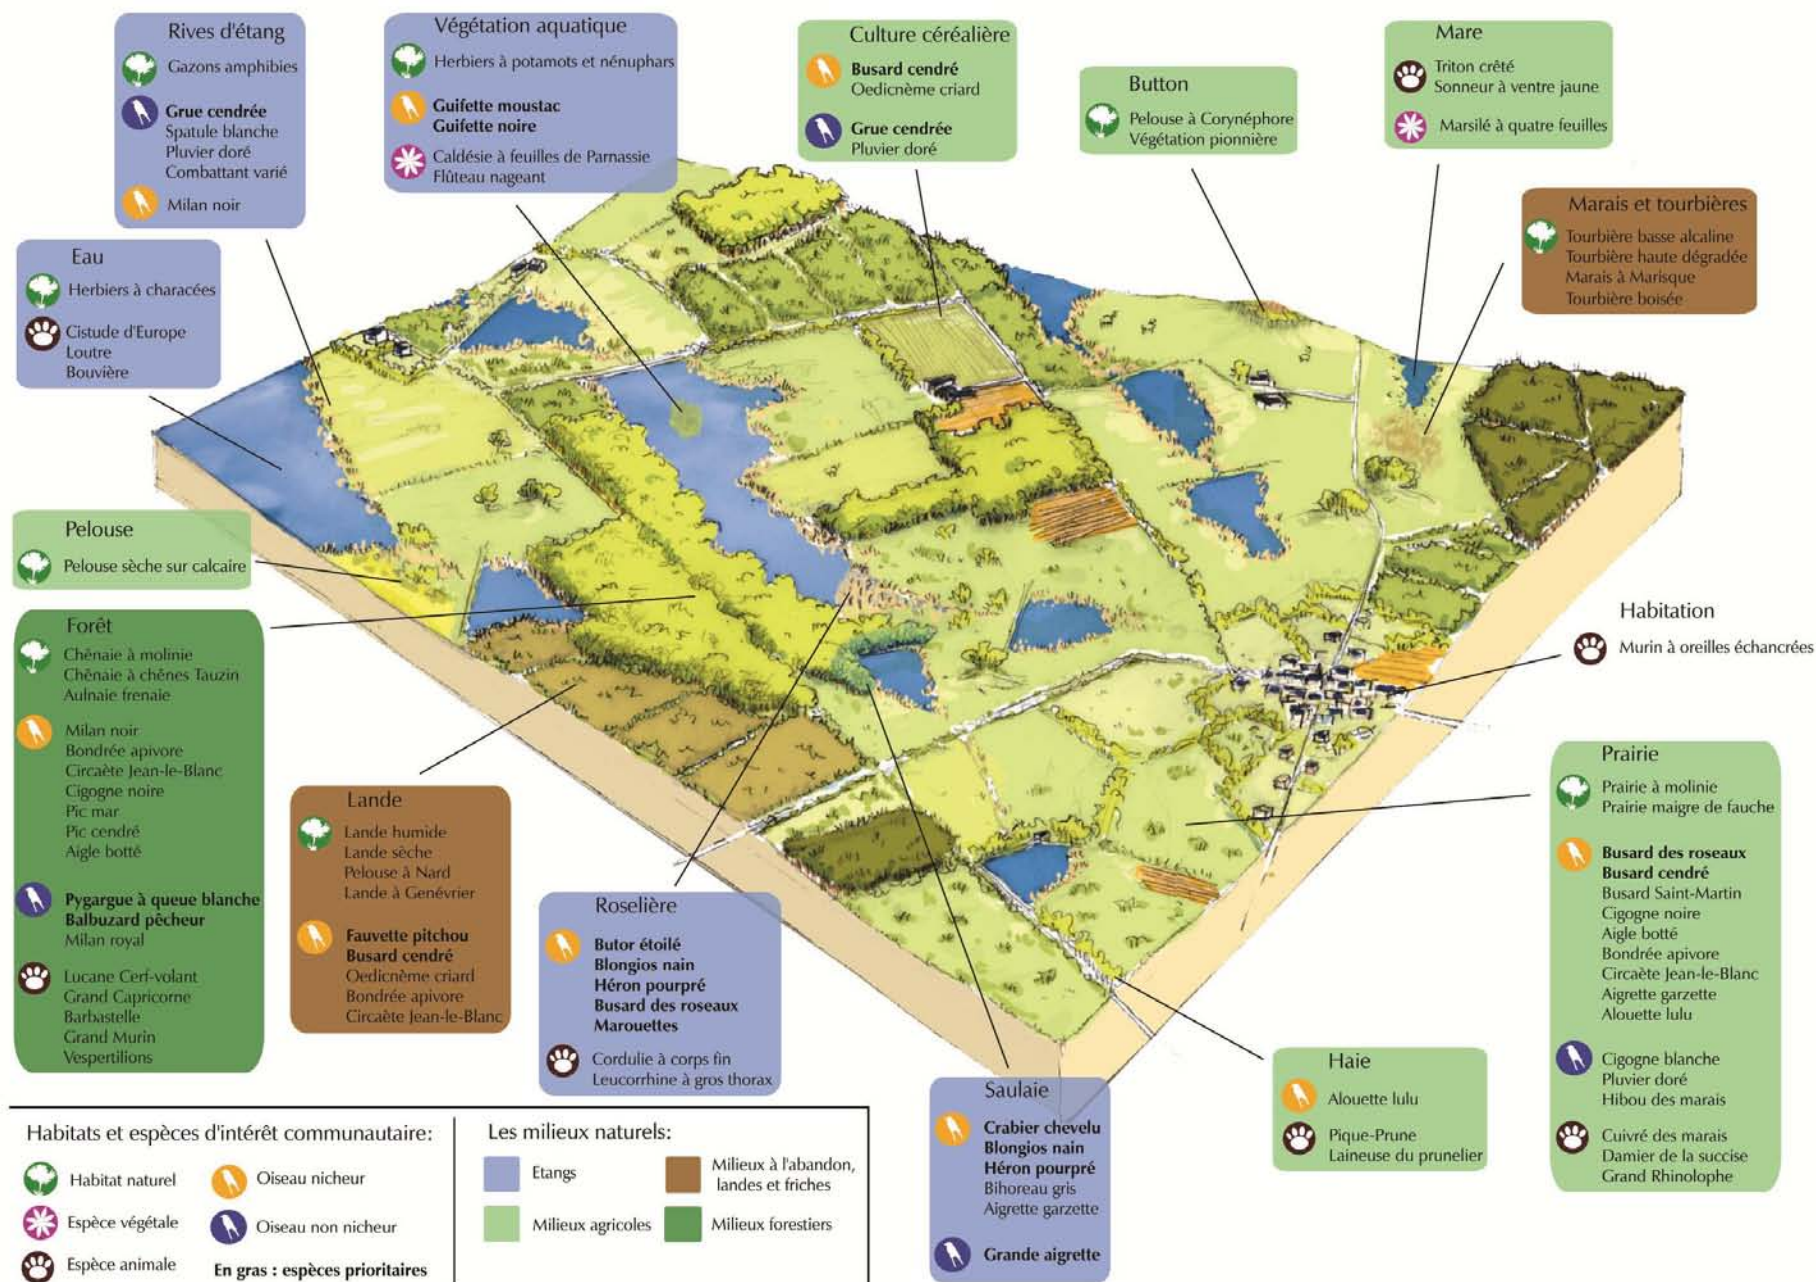 Rives d'étang
Gazons amphibies
Grue cendrée
Spatule blanche
Pluvier doré
Combattant varié
Milan noir
Végétation aquatique
Herbiers à potamots et nénuphars
Guifette moustac
Guifette noire
Caldésie à feuilles de Parnassie
Flûteau nageant
Culture céréalière
Busard cendré
Oedicnème criard
Grue cendrée
Pluvier doré
Button
Pelouse à Corynéphore
Végétation pionnière
Mare
Triton crêté
Sonneur à ventre jaune
Marsilé à quatre feuilles
Marais et tourbières
Tourbière basse alcaline
Tourbière haute dégradée
Marais à Marisque
Tourbière boisée
Eau
Herbiers à characées
Cistude d'Europe
Loutre
Bouvière
Pelouse
Pelouse sèche sur calcaire
Forêt
Chênaie à molinie
Chênaie à chênes Tauzin
Aulnaie frenaie
Milan noir
Bondrée apivore
Circaète Jean-le-Blanc
Cigogne noire
Pic mar
Pic cendré
Aigle botté
Pygargue à queue blanche
Balbuzard pêcheur
Milan royal
Lucane Cerf-volant
Grand Capricorne
Barbastelle
Grand Murin
Vespertilions
Lande
Lande humide
Lande sèche
Pelouse à Nard
Lande à Genévrier
Fauvette pitchou
Busard cendré
Oedicnème criard
Bondrée apivore
Circaète Jean-le-Blanc
Roselière
Butor étoilé
Blongios nain
Héron pourpré
Busard des roseaux
Marouettes
Cordulie à corps fin
Leucorrhine à gros thorax
Saulaie
Crabier chevelu
Blongios nain
Héron pourpré
Bihoreau gris
Aigrette garzette
Grande aigrette
Haie
Alouette lulu
Pique-Prune
Laineuse du prunelier
Habitation
Murin à oreilles échancrées
Prairie
Prairie à molinie
Prairie maigre de fauche
Busard des roseaux
Busard cendré
Busard Saint-Martin
Cigogne noire
Aigle botté
Bondrée apivore
Circaète Jean-le-Blanc
Aigrette garzette
Alouette lulu
Cigogne blanche
Pluvier doré
Hibou des marais
Cuivré des marais
Damier de la succise
Grand Rhinolophe
Habitats et espèces d'intérêt communautaire:
Habitat naturel
Espèce végétale
Espèce animale
Oiseau nicheur
Oiseau non nicheur
En gras : espèces prioritaires
Les milieux naturels:
Etangs
Milieux agricoles
Milieux à l'abandon,
landes et friches
Milieux forestiers